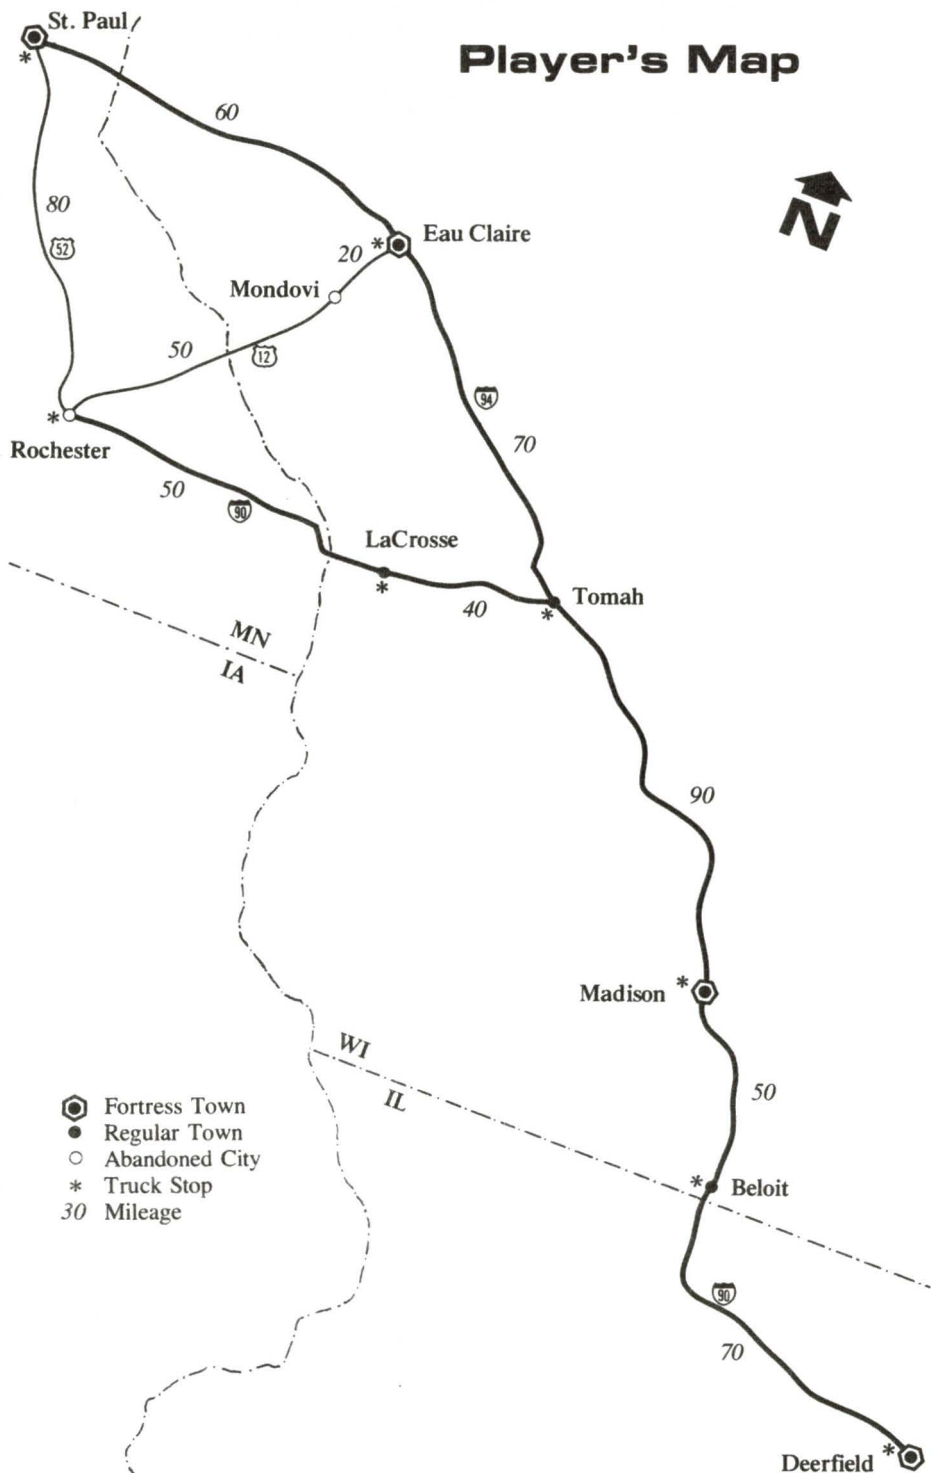 Player's Map
St. Paul
*
60
N
80
52
Eau Claire
*
20
Mondovi
50
12
94
70
*
Rochester
50
90
LaCrosse
*
40
Tomah
*
MN
IA
90
Madison
*
WI
IL
50
Fortress Town
Regular Town
Abandoned City
* Truck Stop
30 Mileage
*
Beloit
90
70
*
Deerfield